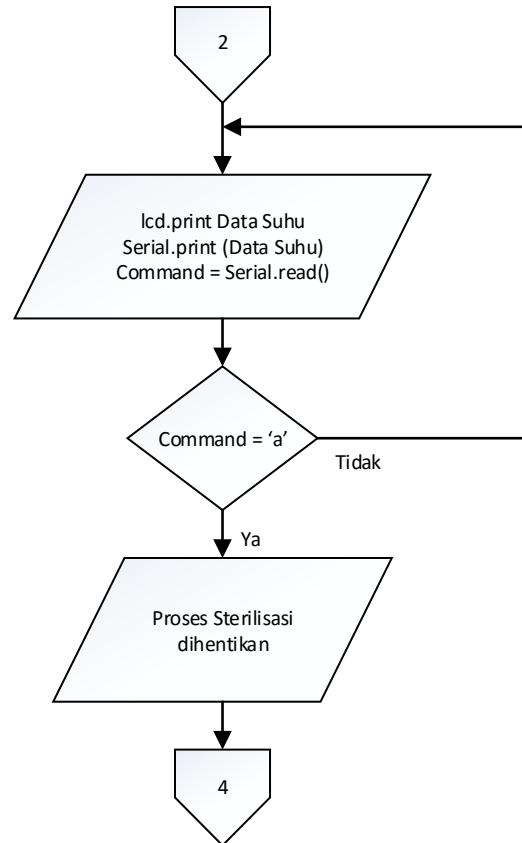 2
lcd.print Data Suhu
Serial.print (Data Suhu)
Command = Serial.read()
Command = ‘a’
Tidak
Ya
Proses Sterilisasi
dihentikan
4